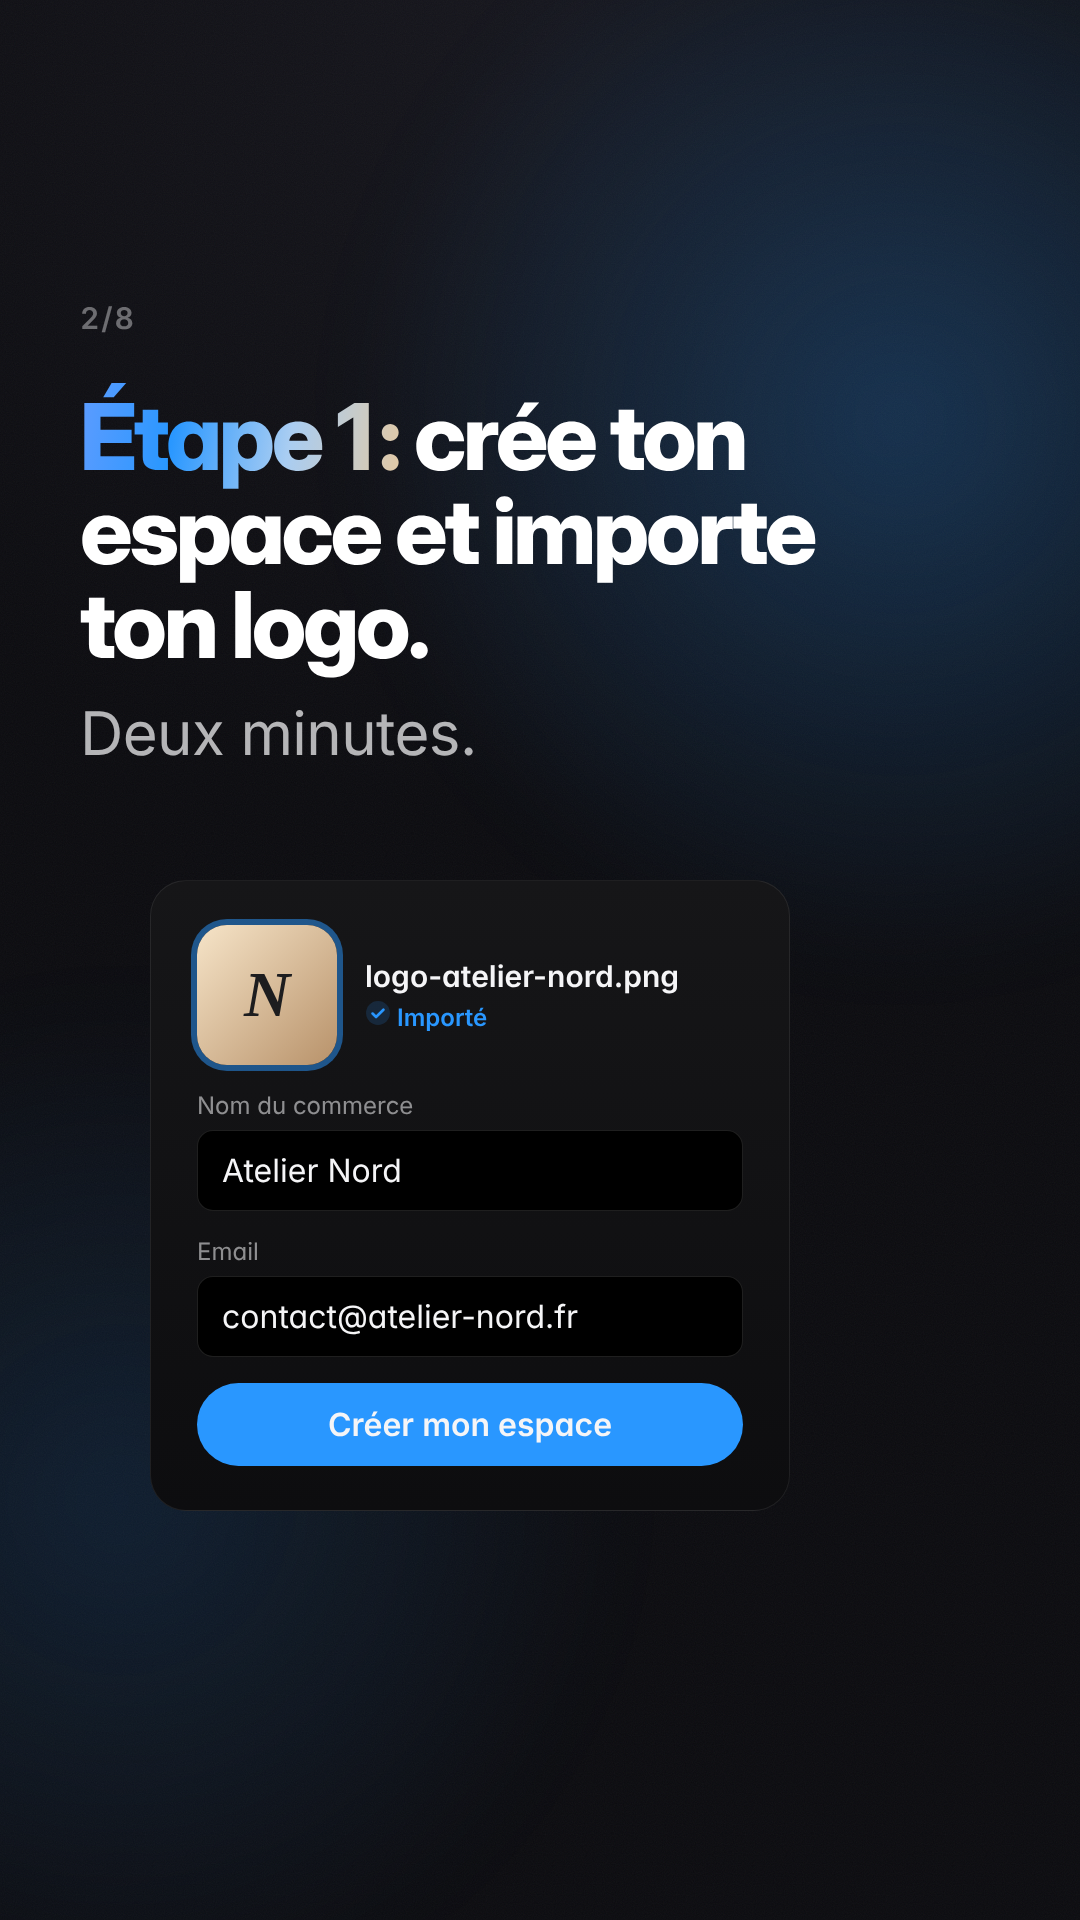 2/8
Étape 1: crée ton
espace et importe
ton logo.
Deux minutes.
N
logo-atelier-nord.png
Importé
Nom du commerce
Atelier Nord
Email
contact@atelier-nord.fr
Créer mon espace